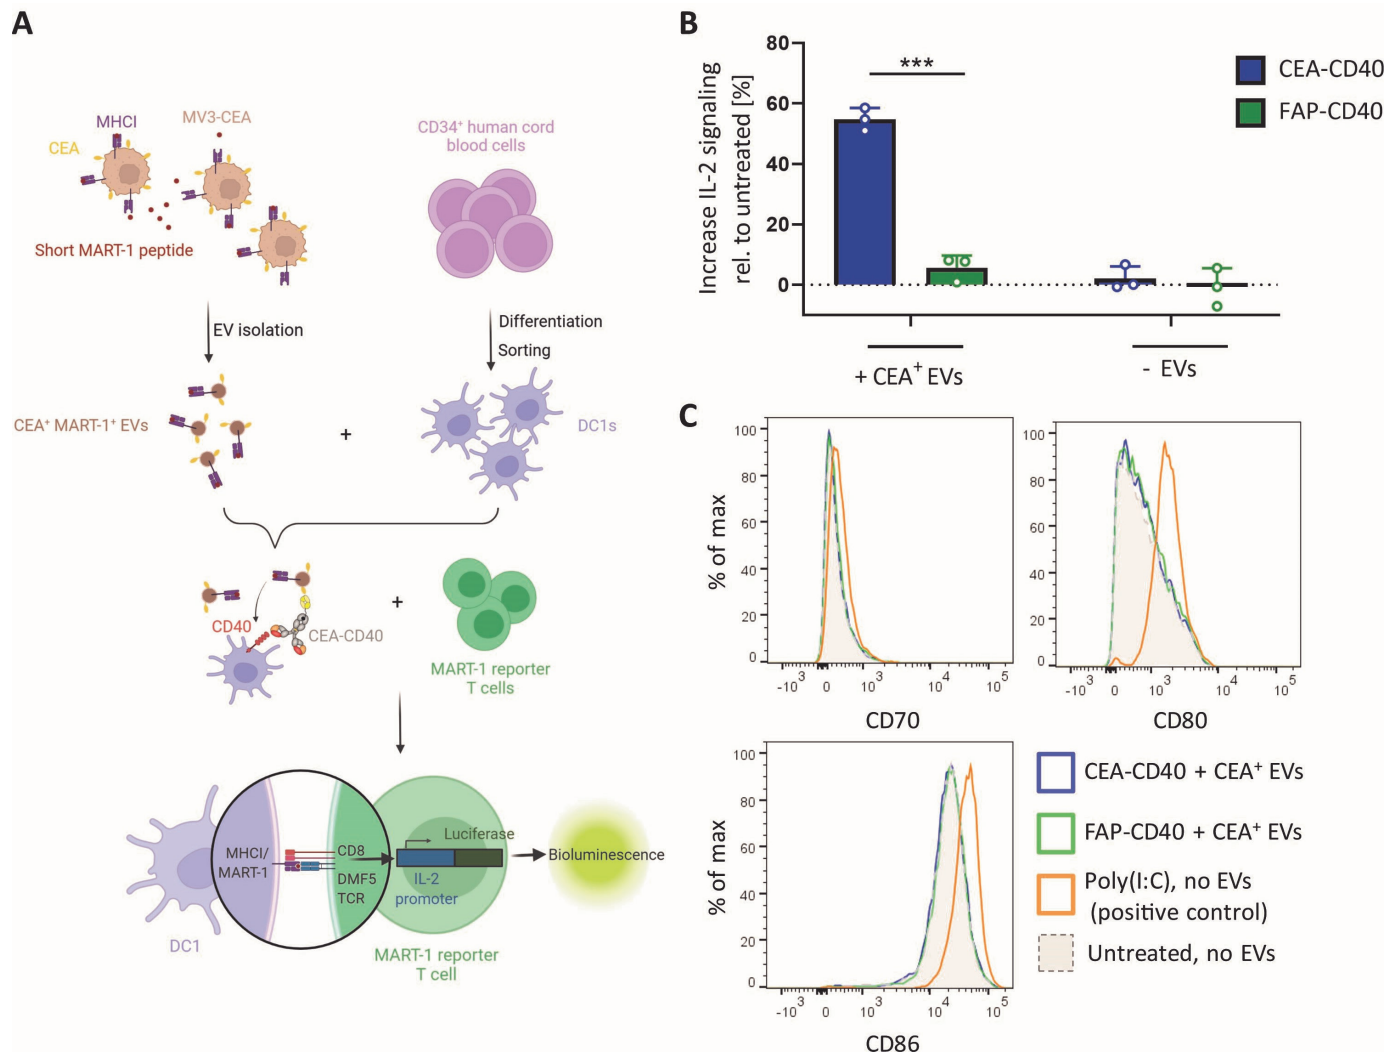 A
MHCI
MV3-CEA
CEA
Short MART-1 peptide
CD34⁺ human cord
blood cells
EV isolation
Differentiation
Sorting
CEA⁺ MART-1⁺ EVs
+
DC1s
CD40
CEA-CD40
+
MART-1 reporter
T cells
MHCI/
MART-1
CD8
DMF5
TCR
Luciferase
IL-2
promoter
Bioluminescence
DC1
MART-1 reporter
T cell
B
Increase IL-2 signaling
rel. to untreated [%]
80
60
40
20
0
***
CEA-CD40
FAP-CD40
+ CEA⁺ EVs
- EVs
C
% of max
100
80
60
40
20
0
-10³ 0 10³ 10⁴ 10⁵
CD70
100
80
60
40
20
0
-10³ 0 10³ 10⁴ 10⁵
CD80
% of max
100
80
60
40
20
0
-10³ 0 10³ 10⁴ 10⁵
CD86
CEA-CD40 + CEA⁺ EVs
FAP-CD40 + CEA⁺ EVs
Poly(I:C), no EVs
(positive control)
Untreated, no EVs